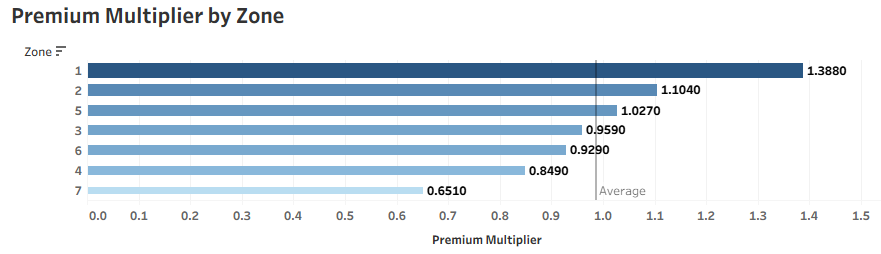 Premium Multiplier by Zone
Zone
1 1.3880
2 1.1040
5 1.0270
3 0.9590
6 0.9290
4 0.8490
7 0.6510 Average
0.0 0.1 0.2 0.3 0.4 0.5 0.6 0.7 0.8 0.9 1.0 1.1 1.2 1.3 1.4 1.5
Premium Multiplier